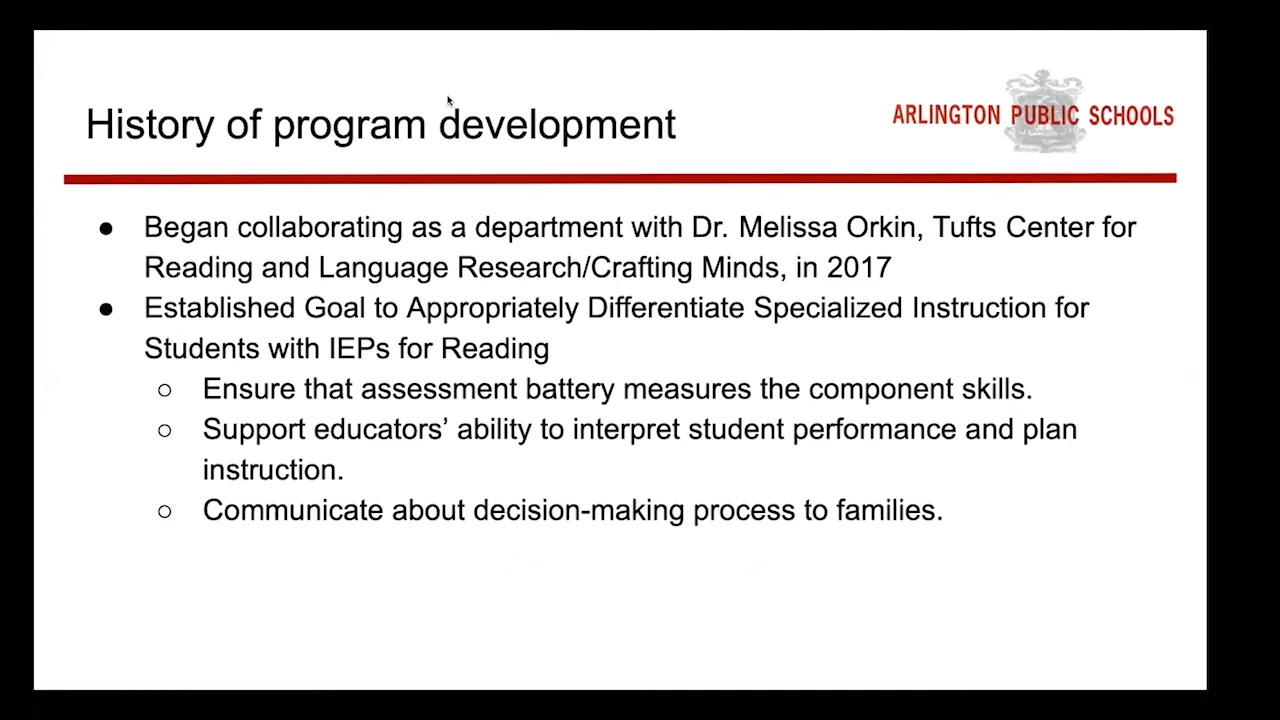 History of program development
ARLINGTON PUBLIC SCHOOLS
● Began collaborating as a department with Dr. Melissa Orkin, Tufts Center for
Reading and Language Research/Crafting Minds, in 2017
● Established Goal to Appropriately Differentiate Specialized Instruction for
Students with IEPs for Reading
○ Ensure that assessment battery measures the component skills.
○ Support educators’ ability to interpret student performance and plan
instruction.
○ Communicate about decision-making process to families.